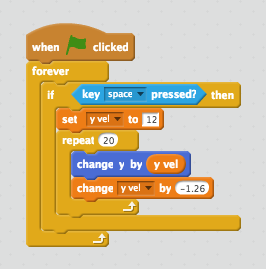 when clicked
forever
if key space pressed? then
set y vel to 12
repeat 20
change y by y vel
change y vel by -1.26